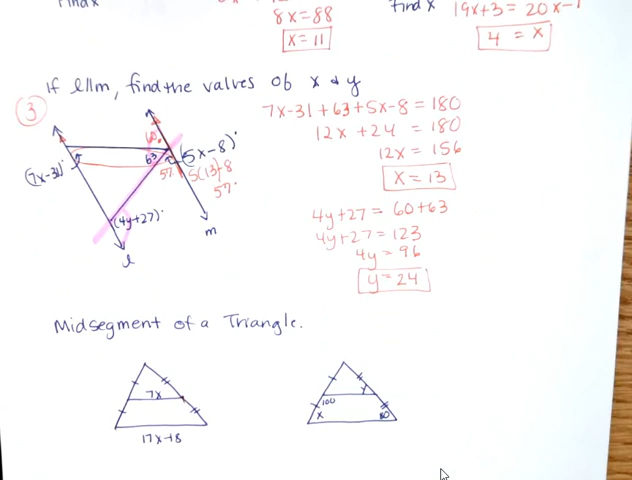 Find x
8x = 88
x = 11
find x 19x+3 = 20x-1
4 = x
If l||m, find the values of x & y
3
7x-31 + 63 + 5x-8 = 180
12x + 24 = 180
12x = 156
x = 13
63
(5x-8)°
(7x-31)°
57
5(13)-8
57°
(4y+27)°
m
l
4y+27 = 60+63
4y+27 = 123
4y = 96
y = 24
Midsegment of a Triangle.
7x
17x+8
100
y
x
80